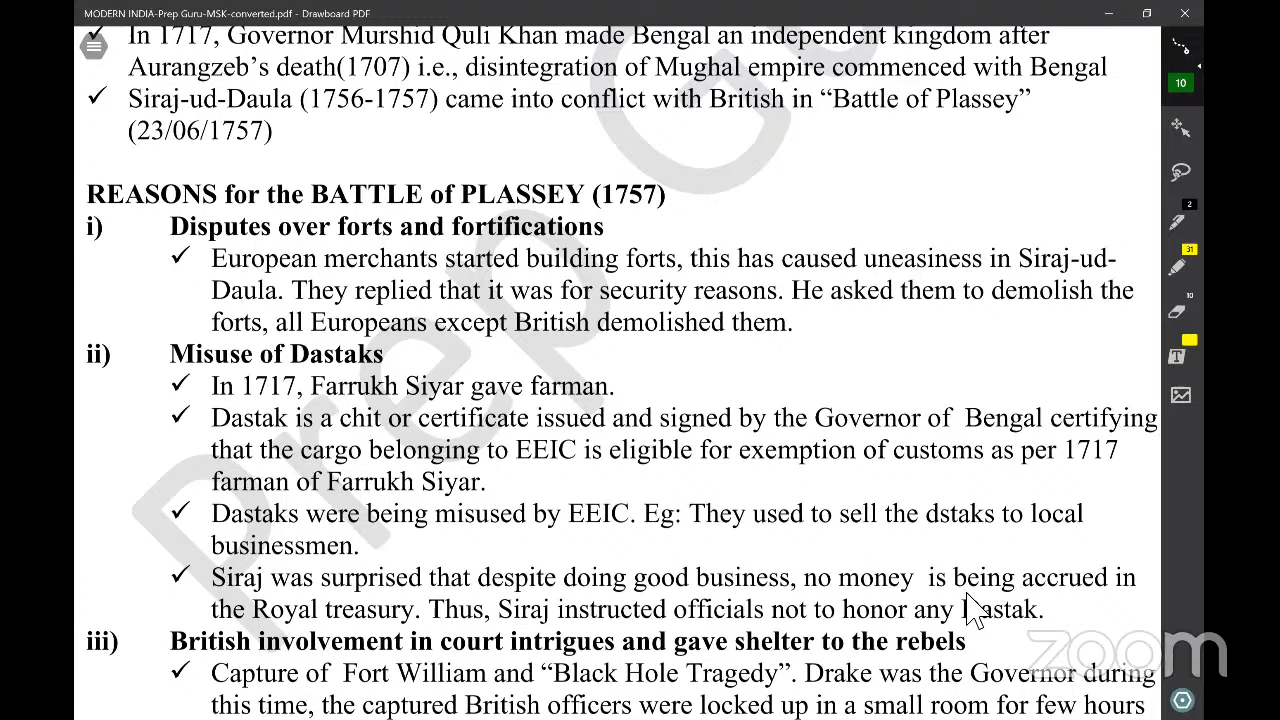 MODERN INDIA-Prep Guru-MSK-converted.pdf - Drawboard PDF
✓ In 1717, Governor Murshid Quli Khan made Bengal an independent kingdom after
Aurangzeb's death(1707) i.e., disintegration of Mughal empire commenced with Bengal
✓ Siraj-ud-Daula (1756-1757) came into conflict with British in “Battle of Plassey”
(23/06/1757)
REASONS for the BATTLE of PLASSEY (1757)
i) Disputes over forts and fortifications
✓ European merchants started building forts, this has caused uneasiness in Siraj-ud-
Daula. They replied that it was for security reasons. He asked them to demolish the
forts, all Europeans except British demolished them.
ii) Misuse of Dastaks
✓ In 1717, Farrukh Siyar gave farman.
✓ Dastak is a chit or certificate issued and signed by the Governor of Bengal certifying
that the cargo belonging to EEIC is eligible for exemption of customs as per 1717
farman of Farrukh Siyar.
✓ Dastaks were being misused by EEIC. Eg: They used to sell the dstaks to local
businessmen.
✓ Siraj was surprised that despite doing good business, no money is being accrued in
the Royal treasury. Thus, Siraj instructed officials not to honor any Dastak.
iii) British involvement in court intrigues and gave shelter to the rebels
✓ Capture of Fort William and “Black Hole Tragedy”. Drake was the Governor during
this time, the captured British officers were locked up in a small room for few hours
Prep G
zoom
10
2
31
10
T